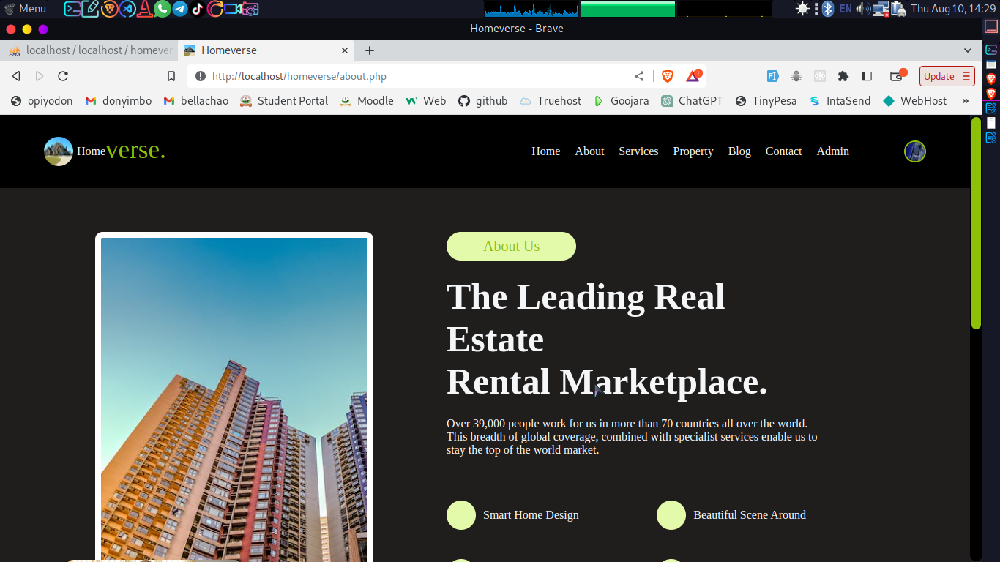 Menu
EN
Thu Aug 10, 14:29
Homeverse - Brave
PMA
localhost / localhost / homever
Homeverse
http://localhost/homeverse/about.php
1
Update
opiyodon
donyimbo
bellachao
Student Portal
Moodle
Web
github
Truehost
Goojara
ChatGPT
TinyPesa
IntaSend
WebHost
»
Homeverse.
Home
About
Services
Property
Blog
Contact
Admin
About Us
The Leading Real
Estate
Rental Marketplace.
Over 39,000 people work for us in more than 70 countries all over the world.
This breadth of global coverage, combined with specialist services enable us to
stay the top of the world market.
Smart Home Design
Beautiful Scene Around